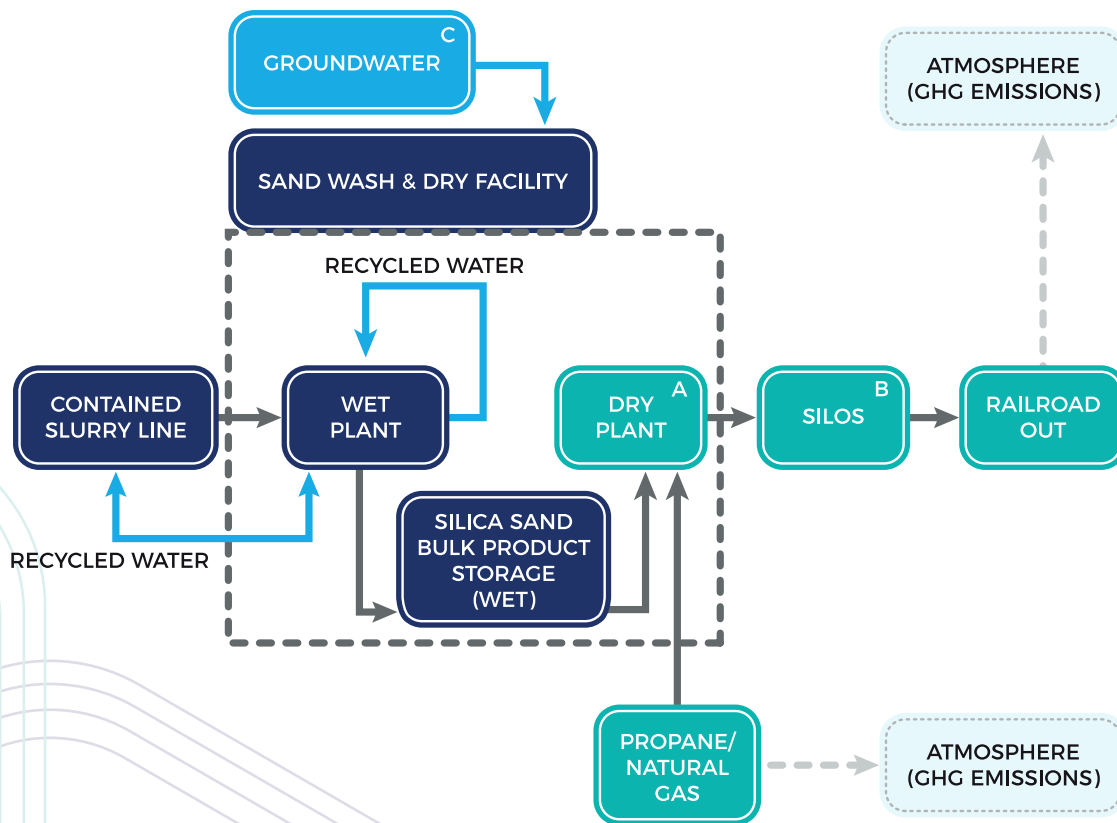 C
GROUNDWATER
ATMOSPHERE
(GHG EMISSIONS)
SAND WASH & DRY FACILITY
RECYCLED WATER
CONTAINED
SLURRY LINE
WET
PLANT
A
DRY
PLANT
B
SILOS
RAILROAD
OUT
RECYCLED WATER
SILICA SAND
BULK PRODUCT
STORAGE
(WET)
PROPANE/
NATURAL
GAS
ATMOSPHERE
(GHG EMISSIONS)